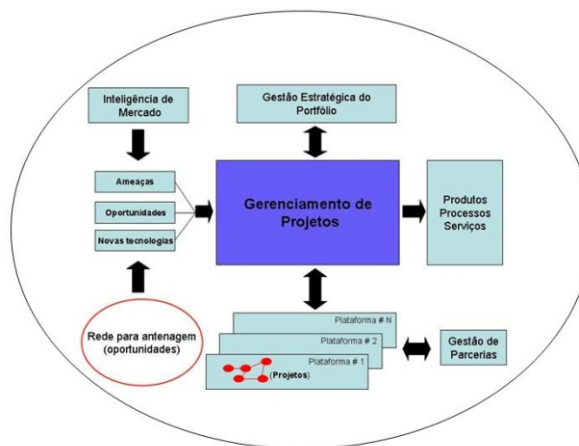 Inteligência de
Mercado
Gestão Estratégica do
Portfólio
Ameaças
Oportunidades
Novas tecnologias
Gerenciamento de
Projetos
Produtos
Processos
Serviços
Rede para antenagem
(oportunidades)
Plataforma # N
Plataforma # 2
Plataforma # 1
(Projetos)
Gestão de
Parcerias